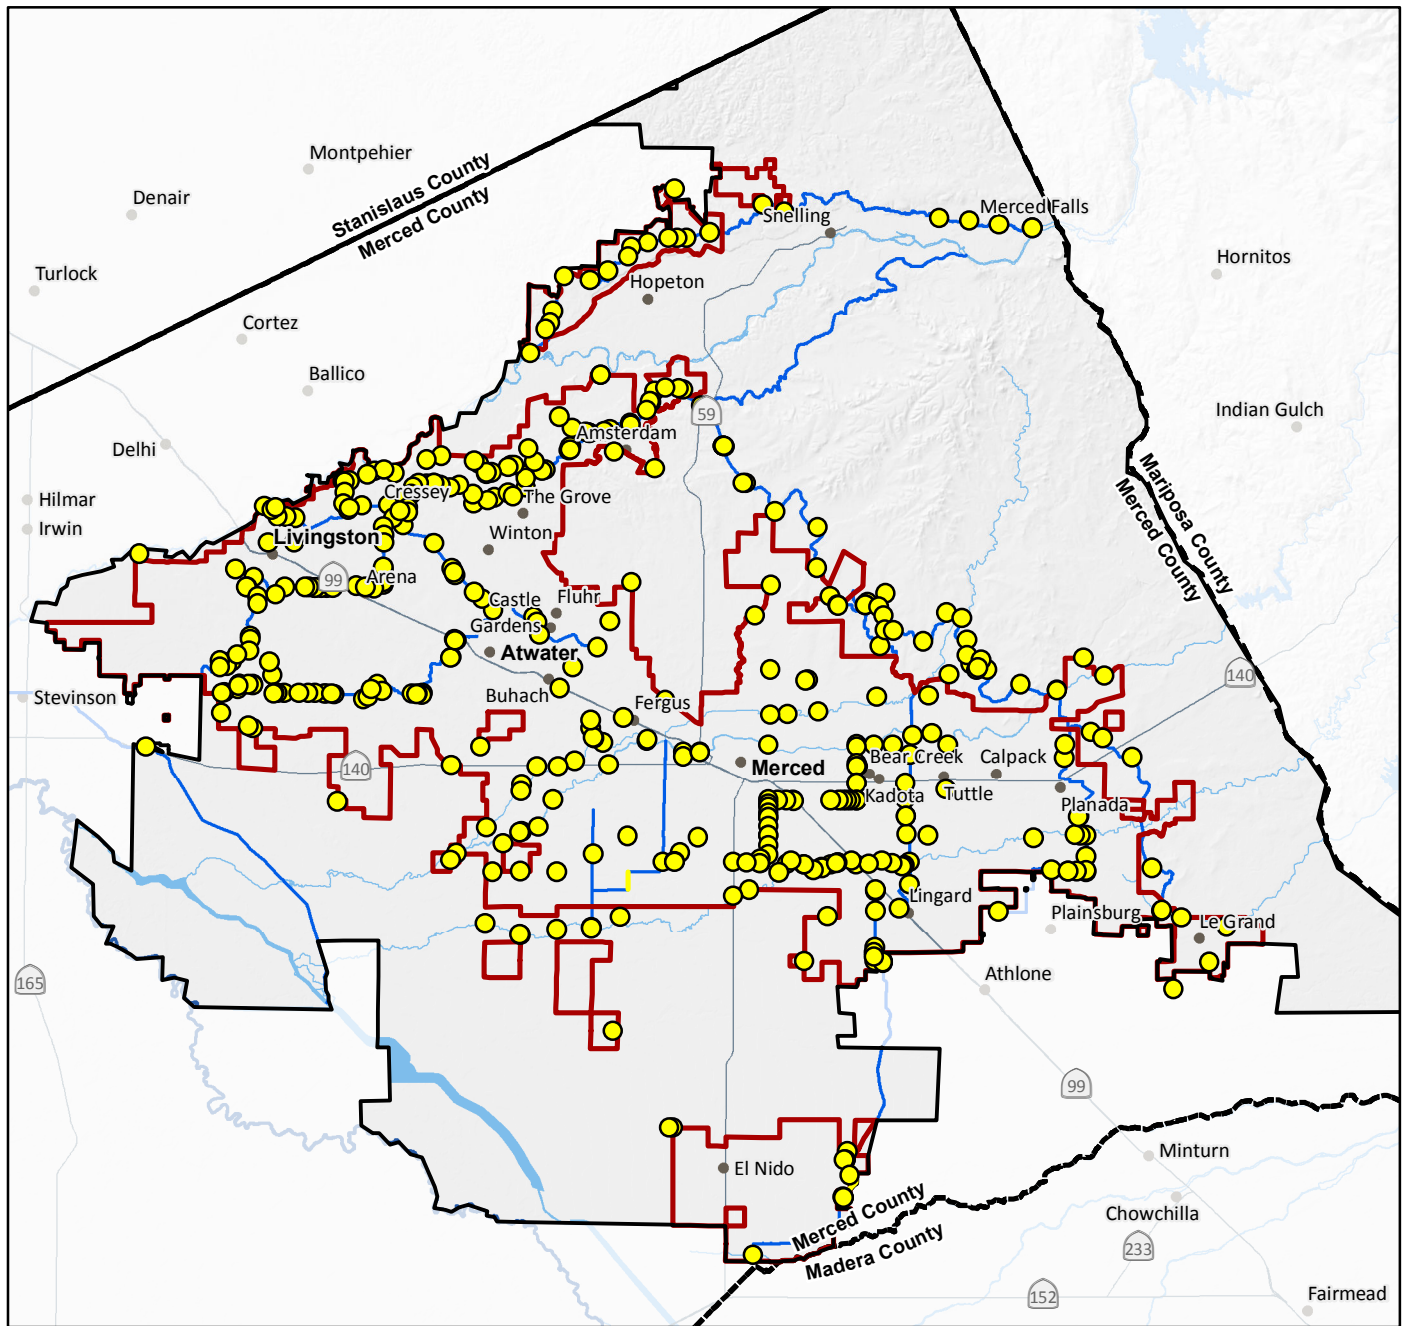 Montpehier
Denair
Stanislaus County
Merced County
Snelling
Merced Falls
Turlock
Hornitos
Hopeton
Cortez
Ballico
59
Indian Gulch
Delhi
Amsterdam
Mariposa County
Merced County
Hilmar
Cressey
The Grove
Irwin
Livingston
Winton
99
Arena
Castle
Gardens
Fluhr
Atwater
Stevinson
Buhach
Fergus
140
140
Merced
Bear Creek
Calpack
Kadota
Tuttle
Planada
Lingard
Plainsburg
Le Grand
165
Athlone
99
El Nido
Minturn
Merced County
Madera County
Chowchilla
233
152
Fairmead